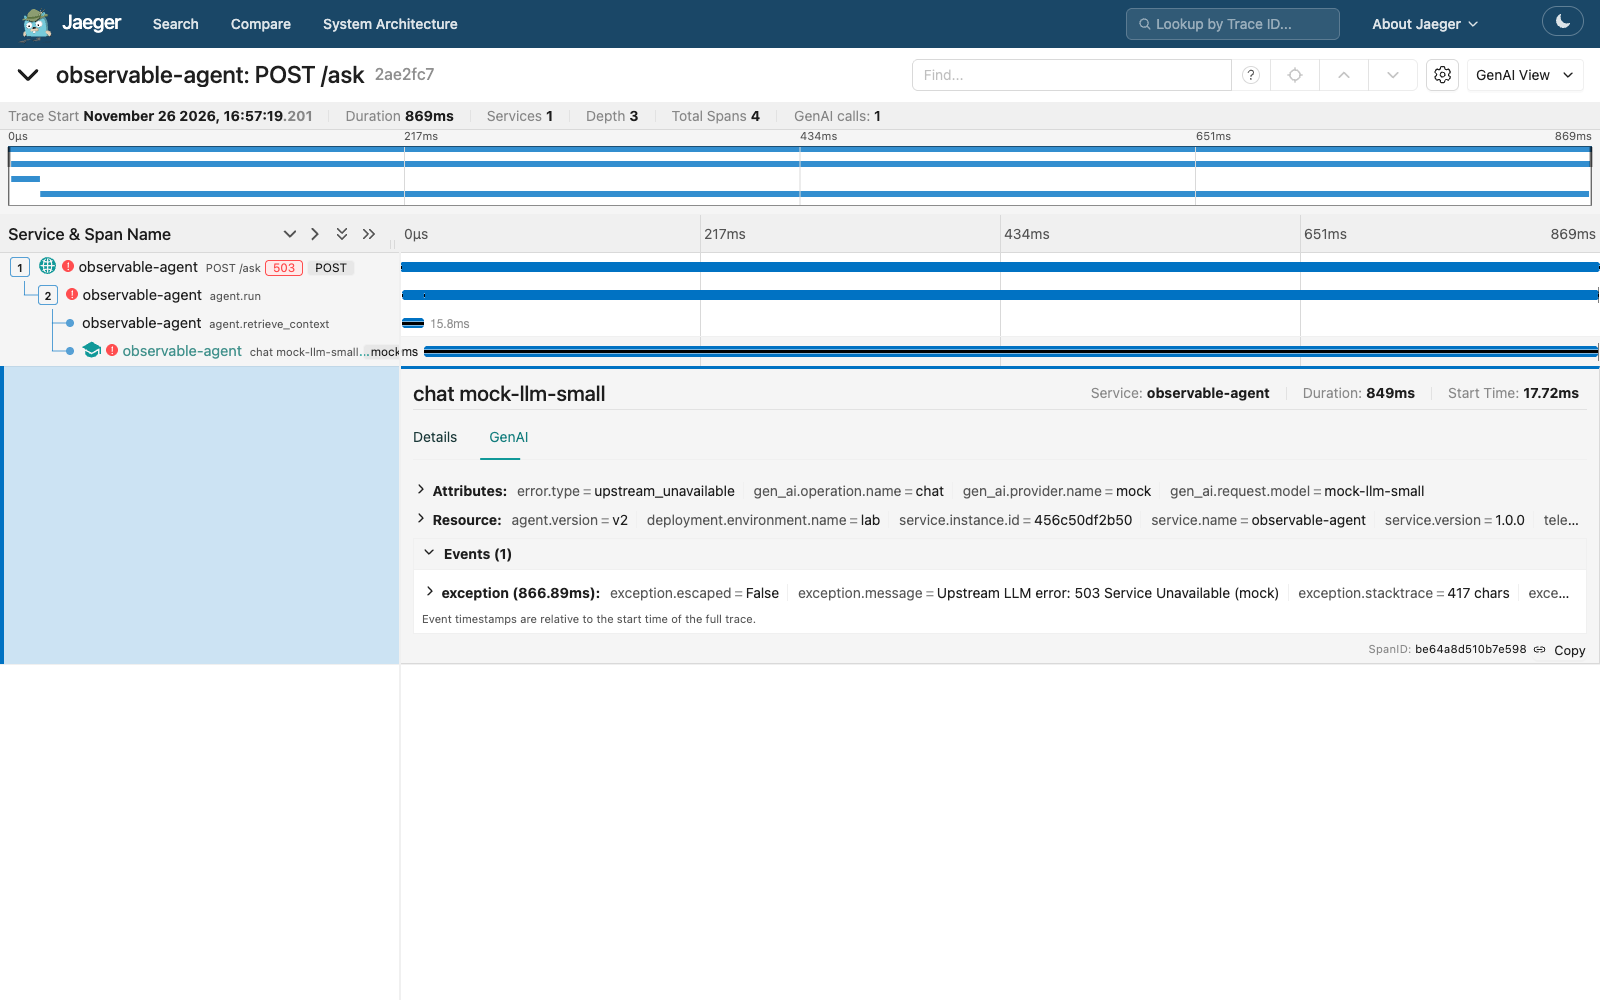 Jaeger Search Compare System Architecture Lookup by Trace ID... About Jaeger
observable-agent: POST /ask 2ae2fc7 Find... ? GenAI View
Trace Start November 26 2026, 16:57:19.201 Duration 869ms Services 1 Depth 3 Total Spans 4 GenAI calls: 1
0μs 217ms 434ms 651ms 869ms
Service & Span Name 0μs 217ms 434ms 651ms 869ms
1 observable-agent POST /ask 503 POST
2 observable-agent agent.run
observable-agent agent.retrieve_context 15.8ms
observable-agent chat mock-llm-small... mock ms
chat mock-llm-small Service: observable-agent Duration: 849ms Start Time: 17.72ms
Details GenAI
Attributes: error.type = upstream_unavailable gen_ai.operation.name = chat gen_ai.provider.name = mock gen_ai.request.model = mock-llm-small
Resource: agent.version = v2 deployment.environment.name = lab service.instance.id = 456c50df2b50 service.name = observable-agent service.version = 1.0.0 tele...
Events (1)
exception (866.89ms): exception.escaped = False exception.message = Upstream LLM error: 503 Service Unavailable (mock) exception.stacktrace = 417 chars exce...
Event timestamps are relative to the start time of the full trace.
SpanID: be64a8d510b7e598 Copy